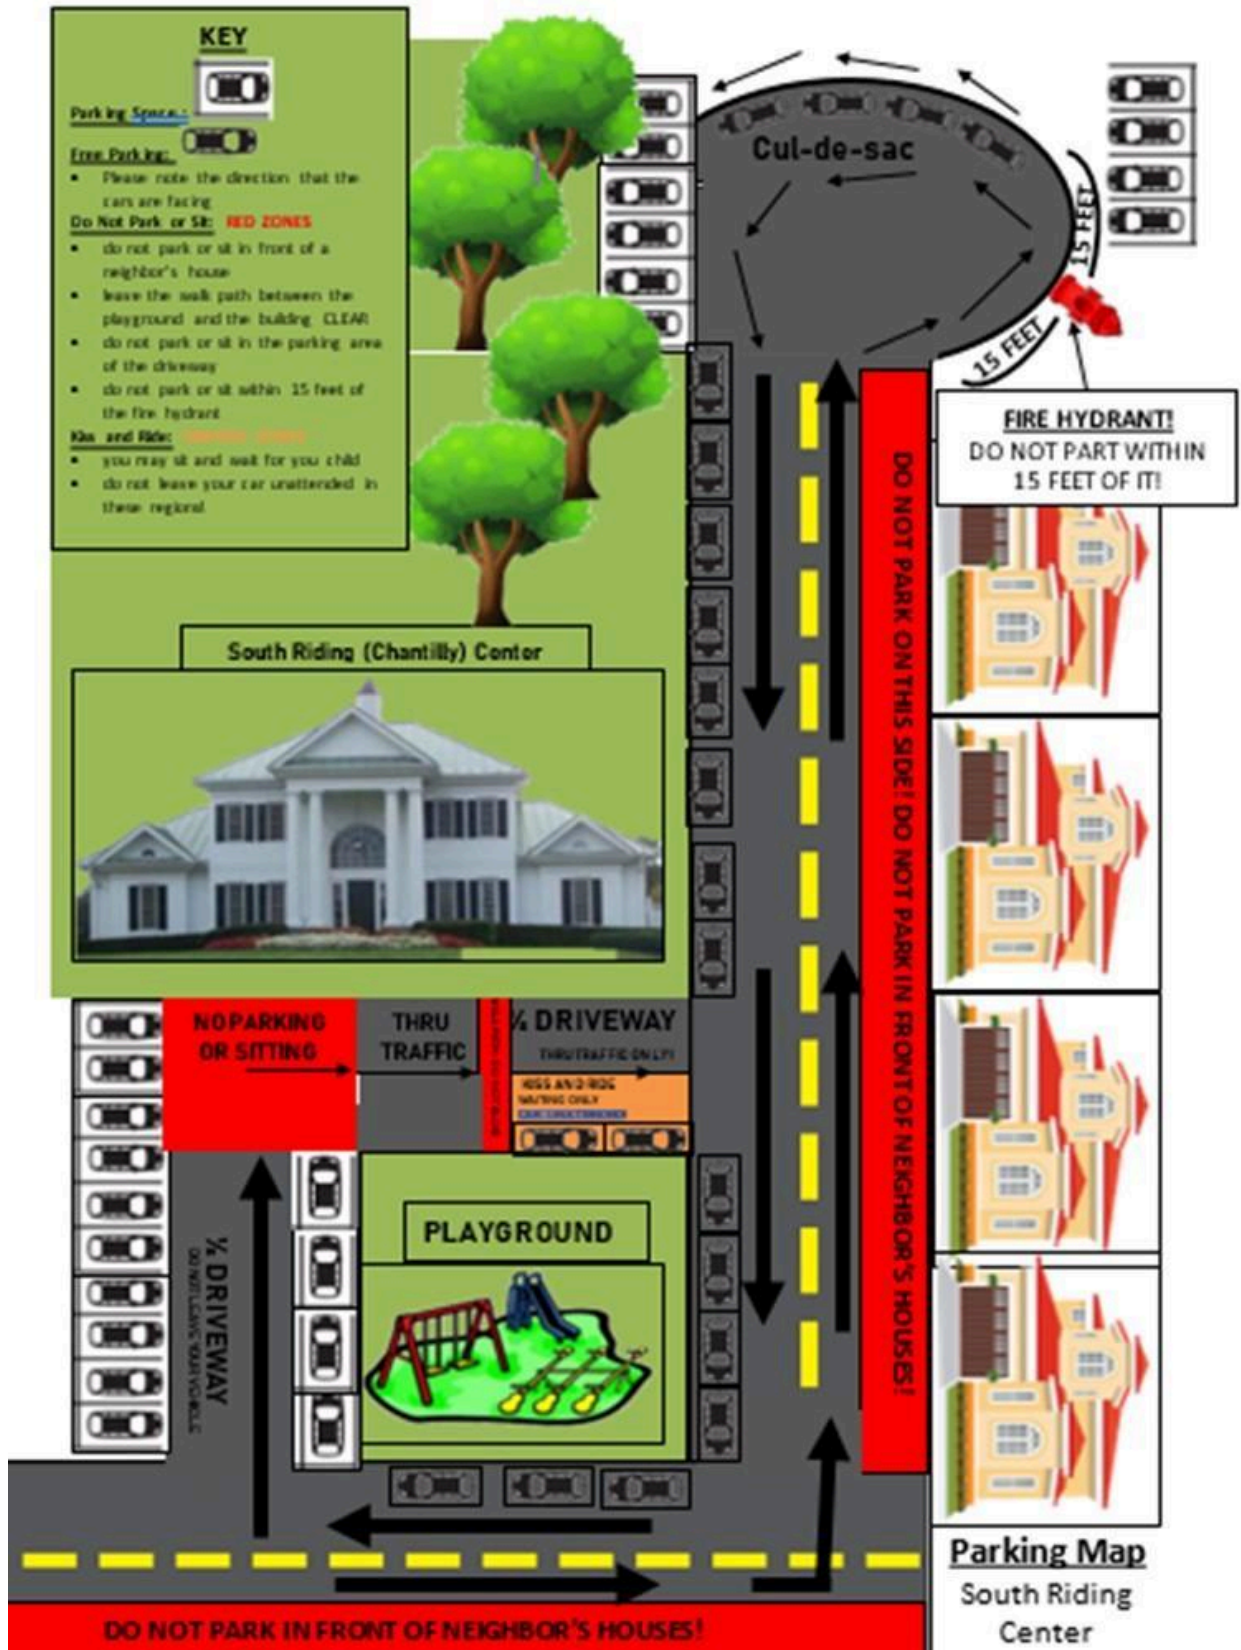 KEY
Parking Space :
Free Parking:
Please note the direction that the
cars are facing
Do Not Park or Sit: RED ZONES
do not park or sit in front of a
neighbor's house
leave the walk path between the
playground and the building CLEAR
do not park or sit in the parking area
of the driveway
do not park or sit within 15 feet of
the fire hydrant
Kiss and Ride:
you may sit and wait for you child
do not leave your car unattended in
these regional
Cul-de-sac
15 FEET
15 FEET
FIRE HYDRANT!
DO NOT PART WITHIN
15 FEET OF IT!
DO NOT PARK ON THIS SIDE! DO NOT PARK IN FRONT OF NEIGHBOR'S HOUSES!
South Riding (Chantilly) Center
NO PARKING
OR SITTING
THRU
TRAFFIC
½ DRIVEWAY
THRU TRAFFIC ONLY!
KISS AND RIDE
WAITING ONLY
½ DRIVEWAY
DO NOT LEAVE YOUR VEHICLE
PLAYGROUND
DO NOT PARK IN FRONT OF NEIGHBOR'S HOUSES!
Parking Map
South Riding
Center